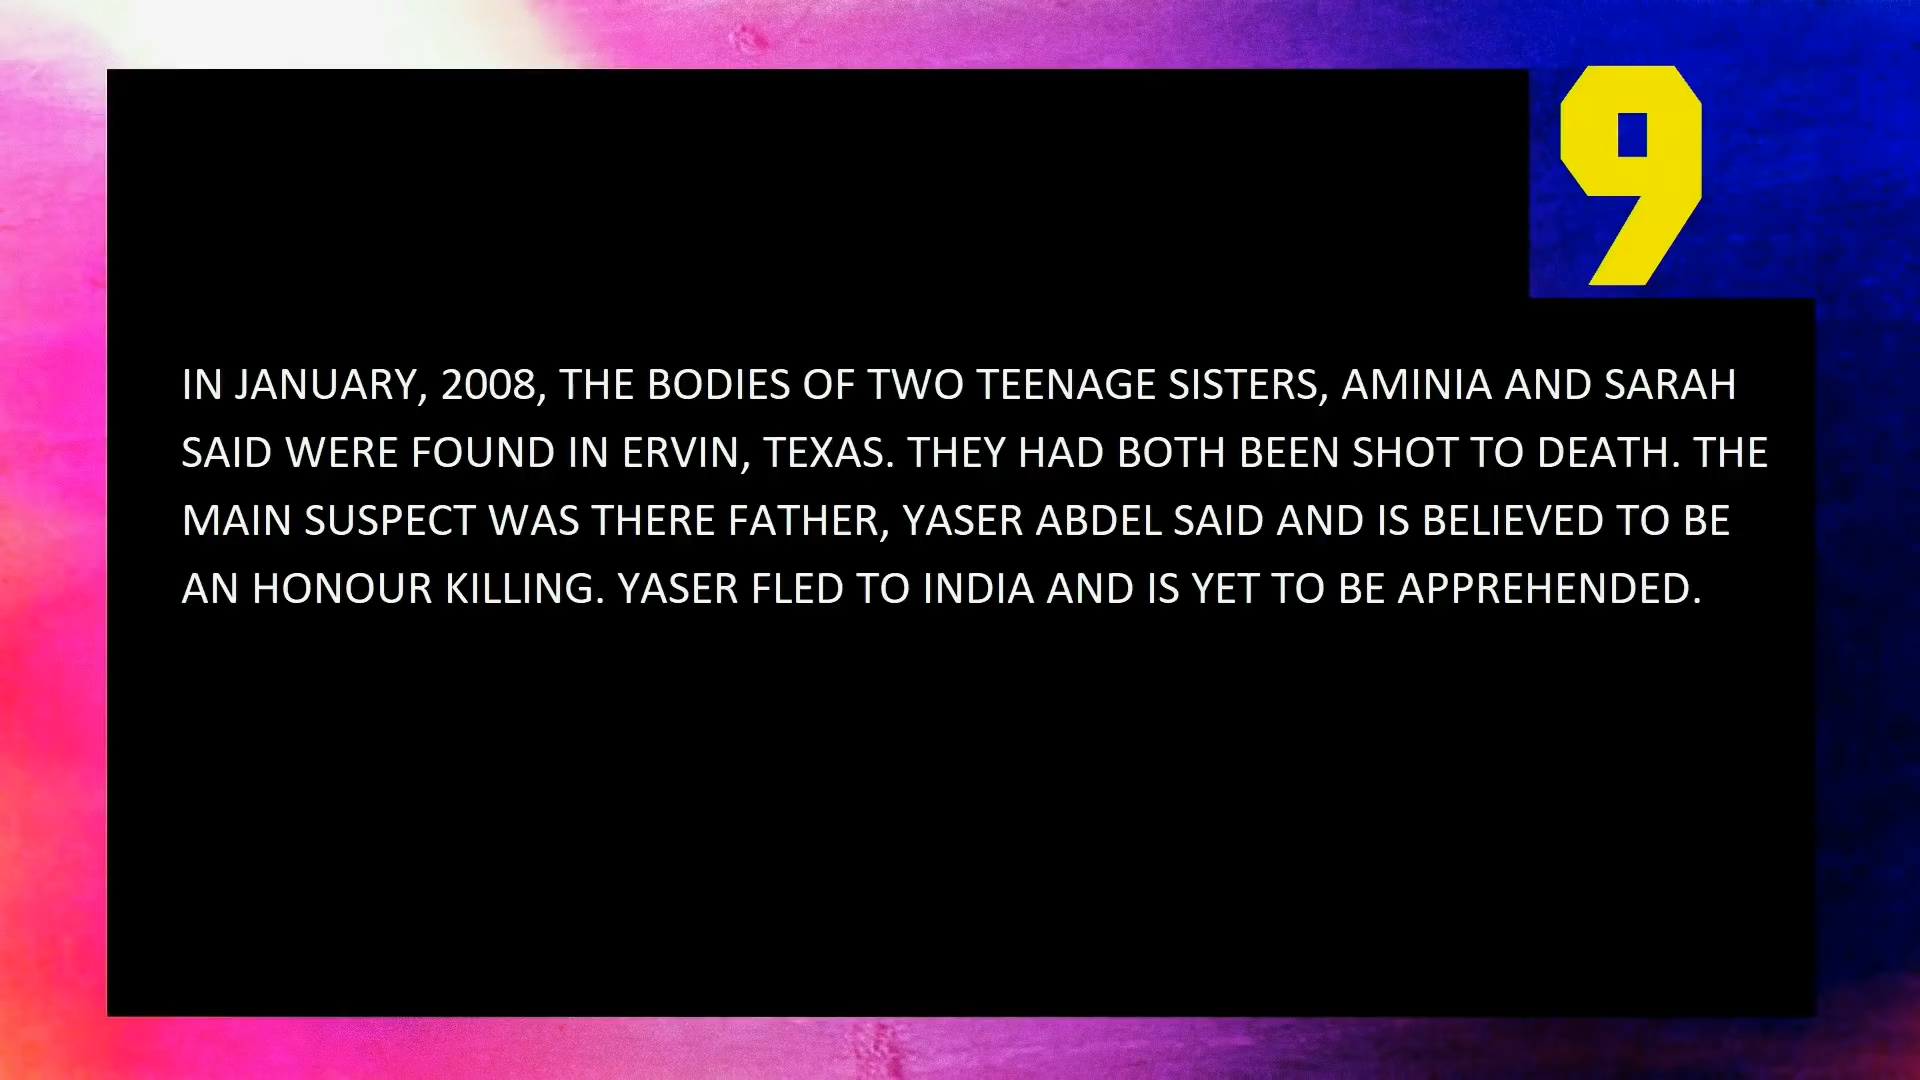 9
IN JANUARY, 2008, THE BODIES OF TWO TEENAGE SISTERS, AMINIA AND SARAH
SAID WERE FOUND IN ERVIN, TEXAS. THEY HAD BOTH BEEN SHOT TO DEATH. THE
MAIN SUSPECT WAS THERE FATHER, YASER ABDEL SAID AND IS BELIEVED TO BE
AN HONOUR KILLING. YASER FLED TO INDIA AND IS YET TO BE APPREHENDED.